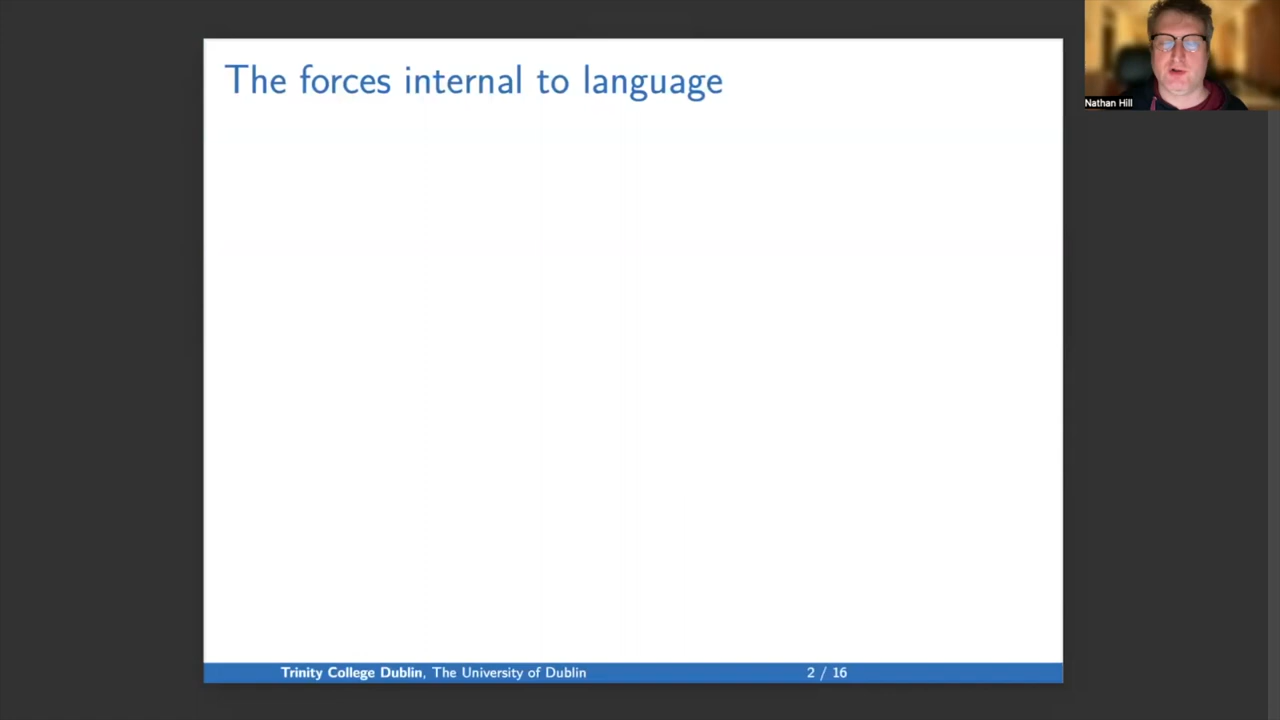 The forces internal to language
Nathan Hill
Trinity College Dublin, The University of Dublin
2 / 16